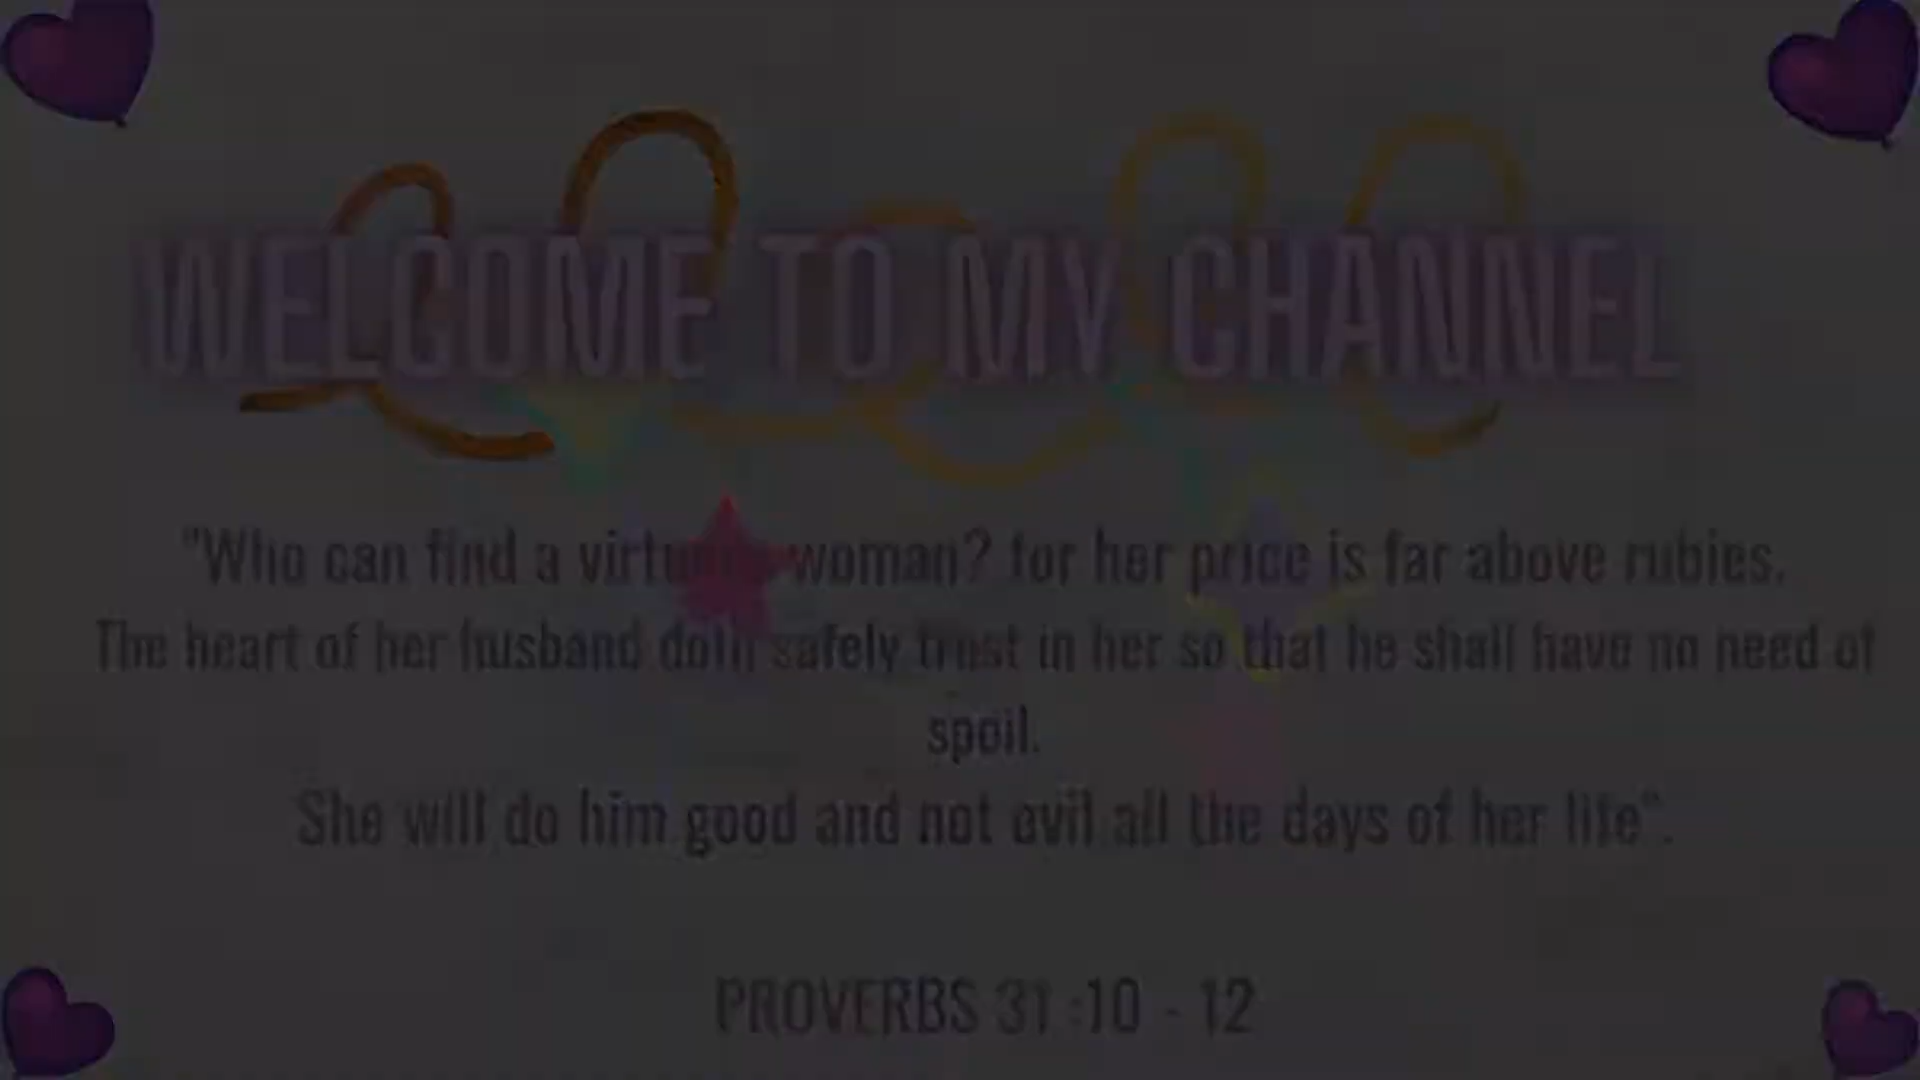 WELCOME TO MY CHANNEL
"Who can find a virtuous woman? for her price is far above rubies.
The heart of her husband doth safely trust in her so that he shall have no need of
spoil.
She will do him good and not evil all the days of her life".
PROVERBS 31 :10 - 12